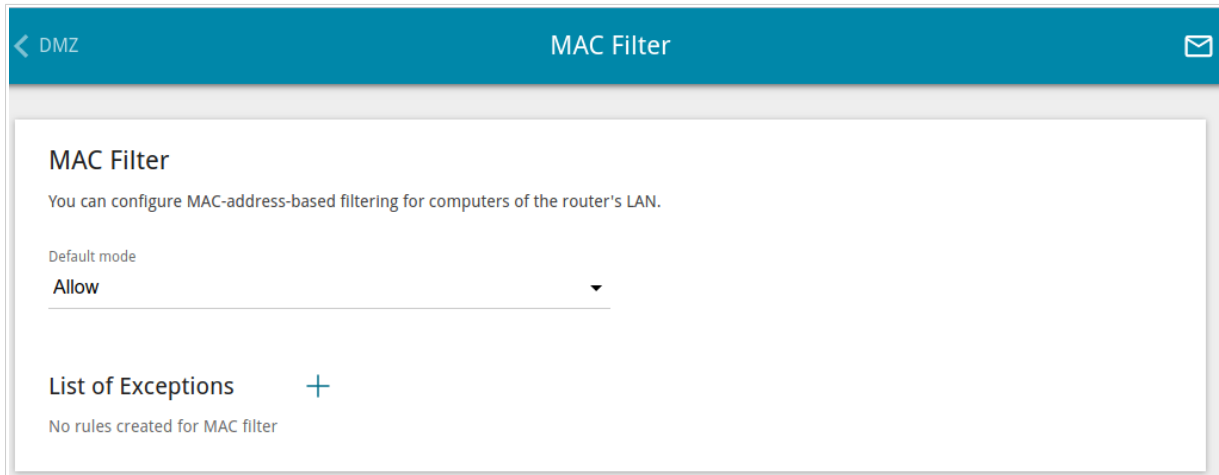 DMZ
MAC Filter
MAC Filter
You can configure MAC-address-based filtering for computers of the router's LAN.
Default mode
Allow
List of Exceptions
No rules created for MAC filter